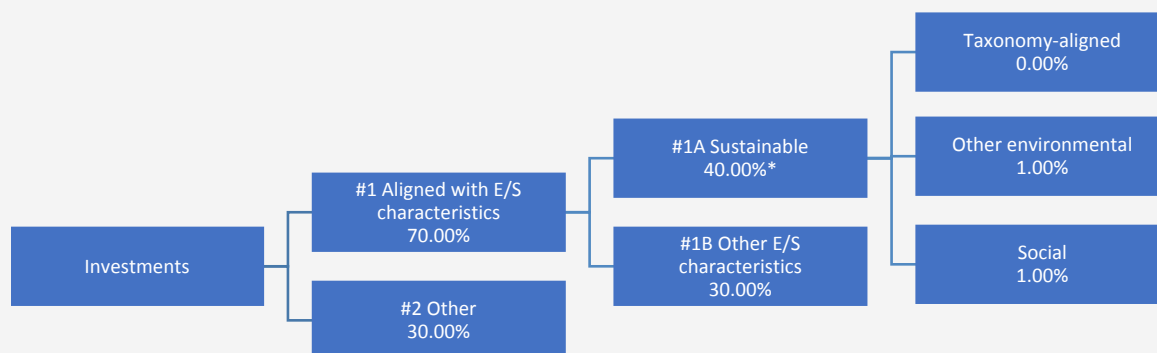 Investments
#1 Aligned with E/S
characteristics
70.00%
#2 Other
30.00%
#1A Sustainable
40.00%*
#1B Other E/S
characteristics
30.00%
Taxonomy-aligned
0.00%
Other environmental
1.00%
Social
1.00%